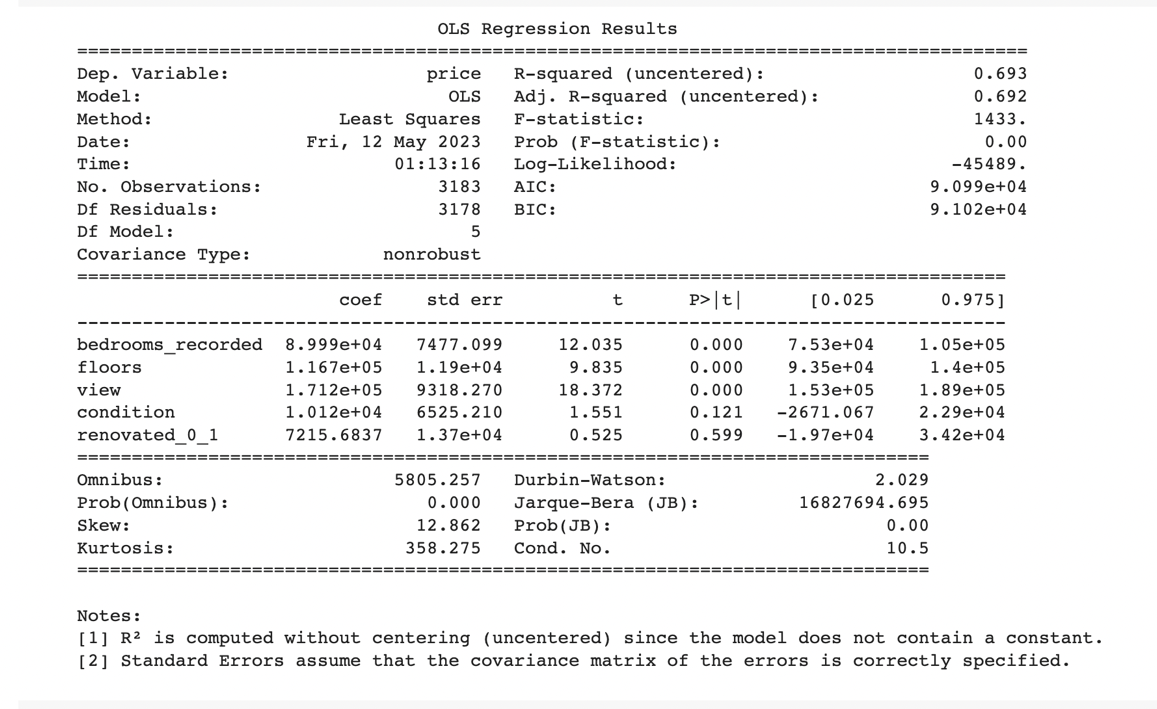 OLS Regression Results
==============================================================================
Dep. Variable: price R-squared (uncentered): 0.693
Model: OLS Adj. R-squared (uncentered): 0.692
Method: Least Squares F-statistic: 1433.
Date: Fri, 12 May 2023 Prob (F-statistic): 0.00
Time: 01:13:16 Log-Likelihood: -45489.
No. Observations: 3183 AIC: 9.099e+04
Df Residuals: 3178 BIC: 9.102e+04
Df Model: 5
Covariance Type: nonrobust
==============================================================================
coef std err t P>|t| [0.025 0.975]
------------------------------------------------------------------------------
bedrooms_recorded 8.999e+04 7477.099 12.035 0.000 7.53e+04 1.05e+05
floors 1.167e+05 1.19e+04 9.835 0.000 9.35e+04 1.4e+05
view 1.712e+05 9318.270 18.372 0.000 1.53e+05 1.89e+05
condition 1.012e+04 6525.210 1.551 0.121 -2671.067 2.29e+04
renovated_0_1 7215.6837 1.37e+04 0.525 0.599 -1.97e+04 3.42e+04
==============================================================================
Omnibus: 5805.257 Durbin-Watson: 2.029
Prob(Omnibus): 0.000 Jarque-Bera (JB): 16827694.695
Skew: 12.862 Prob(JB): 0.00
Kurtosis: 358.275 Cond. No. 10.5
==============================================================================
Notes:
[1] R² is computed without centering (uncentered) since the model does not contain a constant.
[2] Standard Errors assume that the covariance matrix of the errors is correctly specified.